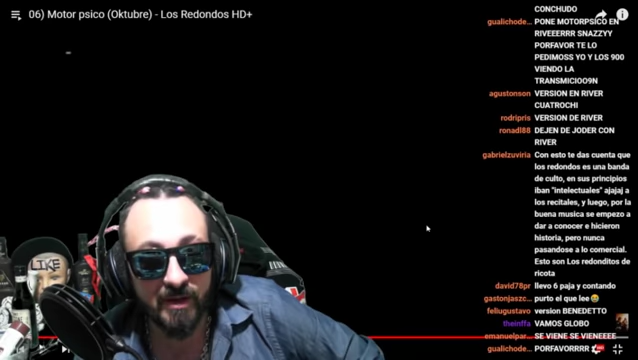 06) Motor psico (Oktubre) - Los Redondos HD+
CONCHUDO
gualichode... PONE MOTORPSICO EN
RIVEEERRR SNAZZYY
PORFAVOR TE LO
PEDIMOSS YO Y LOS 900
VIENDO LA
TRANSMICIOO9N
agustonson VERSION EN RIVER
CUATROCHI
rodripris VERSION DE RIVER
ronadl88 DEJEN DE JODER CON
RIVER
gabrielzuviria Con esto te das cuenta que
los redondos es una banda
de culto, en sus principios
iban "intelectuales" ajajaj a
los recitales, y luego, por la
buena musica se empezo a
dar a conocer e hicieron
historia, pero nunca
pasandose a lo comercial.
Esto son Los Redonditos de
ricota
david78pr llevo 6 paja y contando
gastonjaszc... purto el que lee
feliugustavo version BENEDETTO
theinffa VAMOS GLOBO
emanuelpar... SE VIENE SE VIENEEEE
gualichode... PORFAVORRRR
LIKE